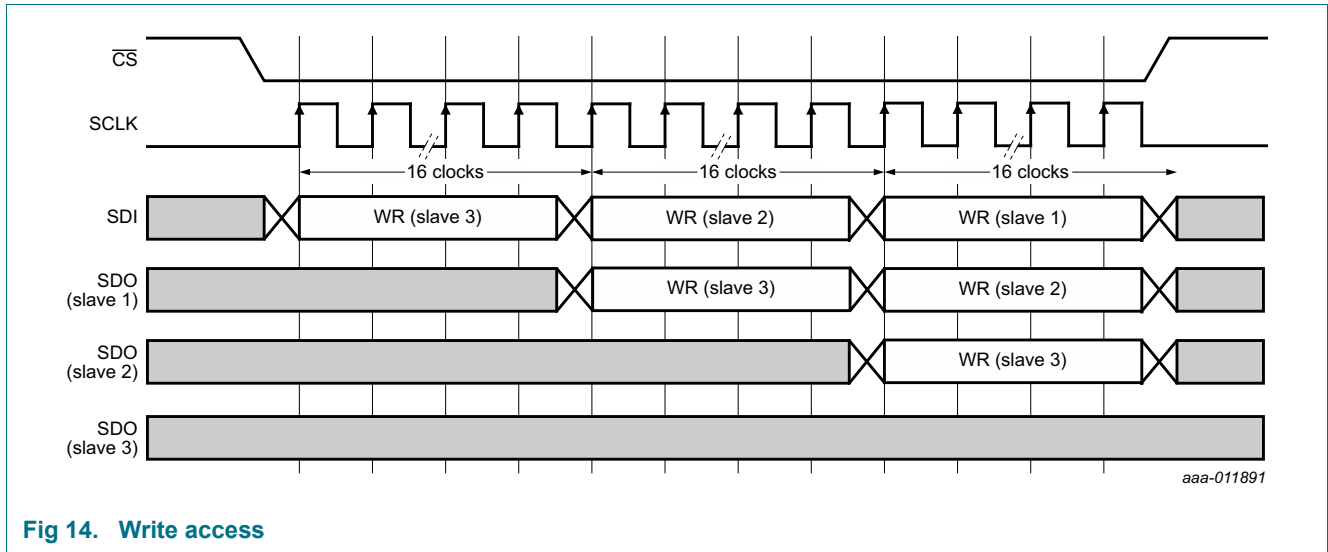 CS
SCLK
16 clocks 16 clocks 16 clocks
SDI WR (slave 3) WR (slave 2) WR (slave 1)
SDO
(slave 1) WR (slave 3) WR (slave 2)
SDO
(slave 2) WR (slave 3)
SDO
(slave 3)
aaa-011891
Fig 14. Write access